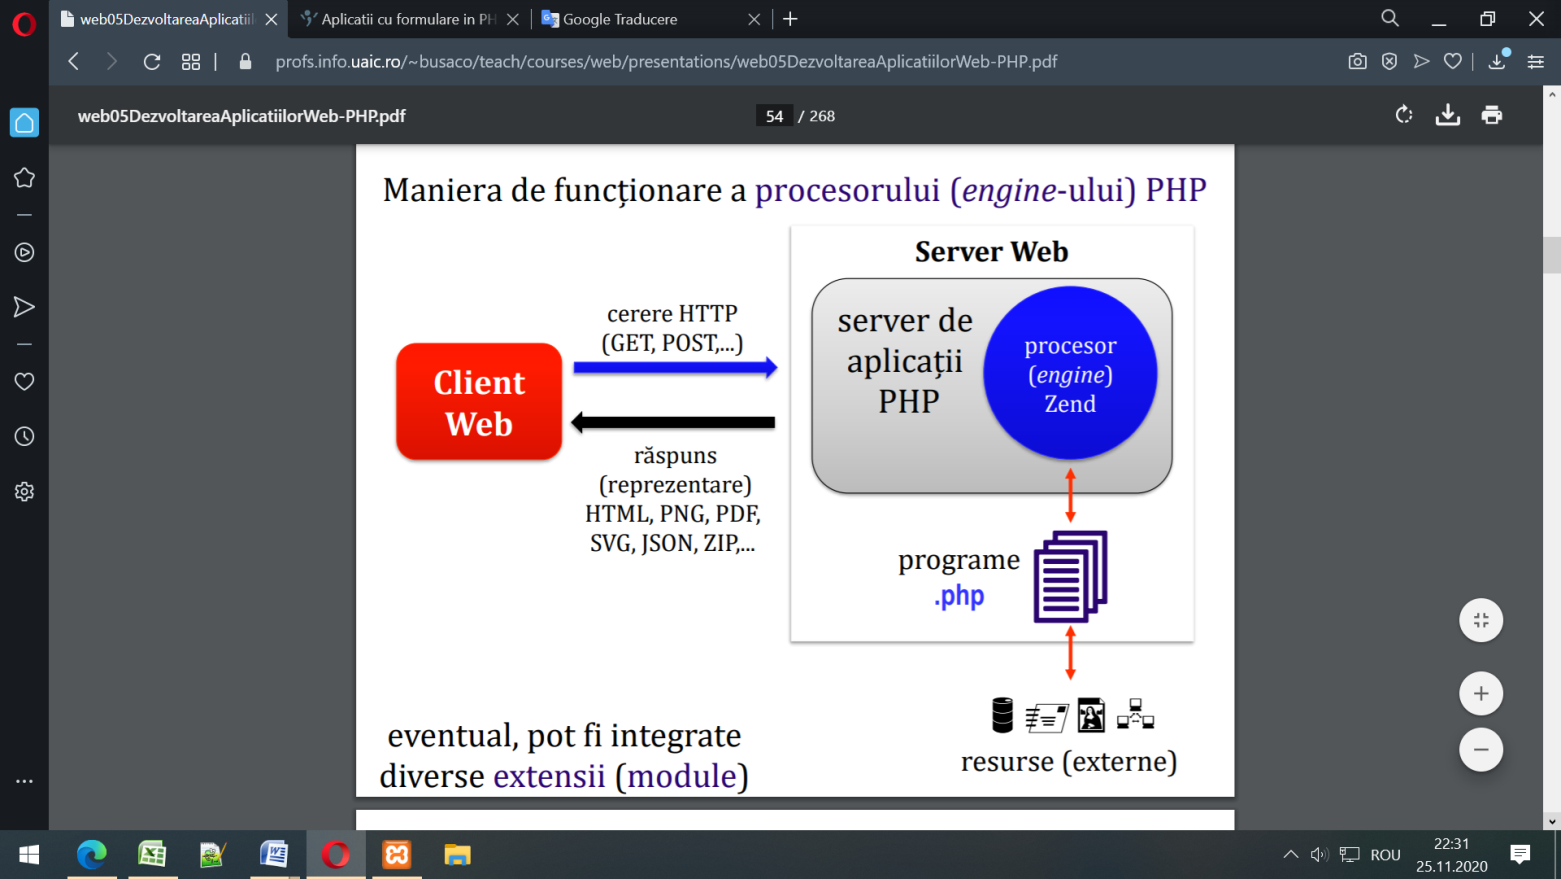 web05DezvoltareaAplicatiil
Aplicatii cu formulare in PH
Google Traducere
profs.info.uaic.ro/~busaco/teach/courses/web/presentations/web05DezvoltareaAplicatiilorWeb-PHP.pdf
web05DezvoltareaAplicatiilorWeb-PHP.pdf
54 / 268
Maniera de funcționare a procesorului (engine-ului) PHP
Server Web
cerere HTTP
(GET, POST,...)
Client
Web
răspuns
(reprezentare)
HTML, PNG, PDF,
SVG, JSON, ZIP,...
server de
aplicații
PHP
procesor
(engine)
Zend
programe
.php
resurse (externe)
eventual, pot fi integrate
diverse extensii (module)
ROU
22:31
25.11.2020